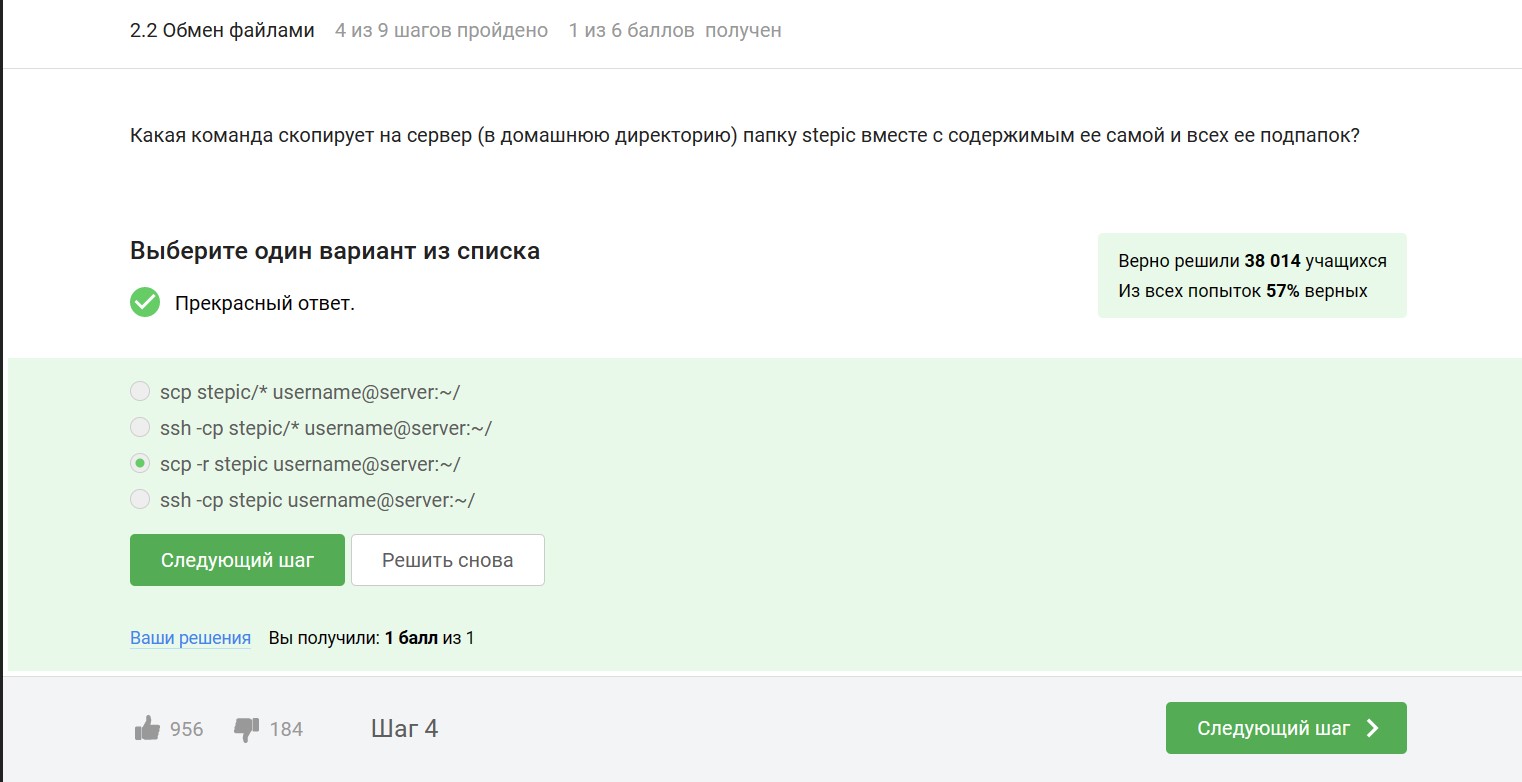 2.2 Обмен файлами 4 из 9 шагов пройдено 1 из 6 баллов получен
Какая команда скопирует на сервер (в домашнюю директорию) папку stepic вместе с содержимым ее самой и всех ее подпапок?
Выберите один вариант из списка
Прекрасный ответ.
Верно решили 38 014 учащихся
Из всех попыток 57% верных
scp stepic/* username@server:~/
ssh -cp stepic/* username@server:~/
scp -r stepic username@server:~/
ssh -cp stepic username@server:~/
Следующий шаг Решить снова
Ваши решения Вы получили: 1 балл из 1
956 184 Шаг 4 Следующий шаг